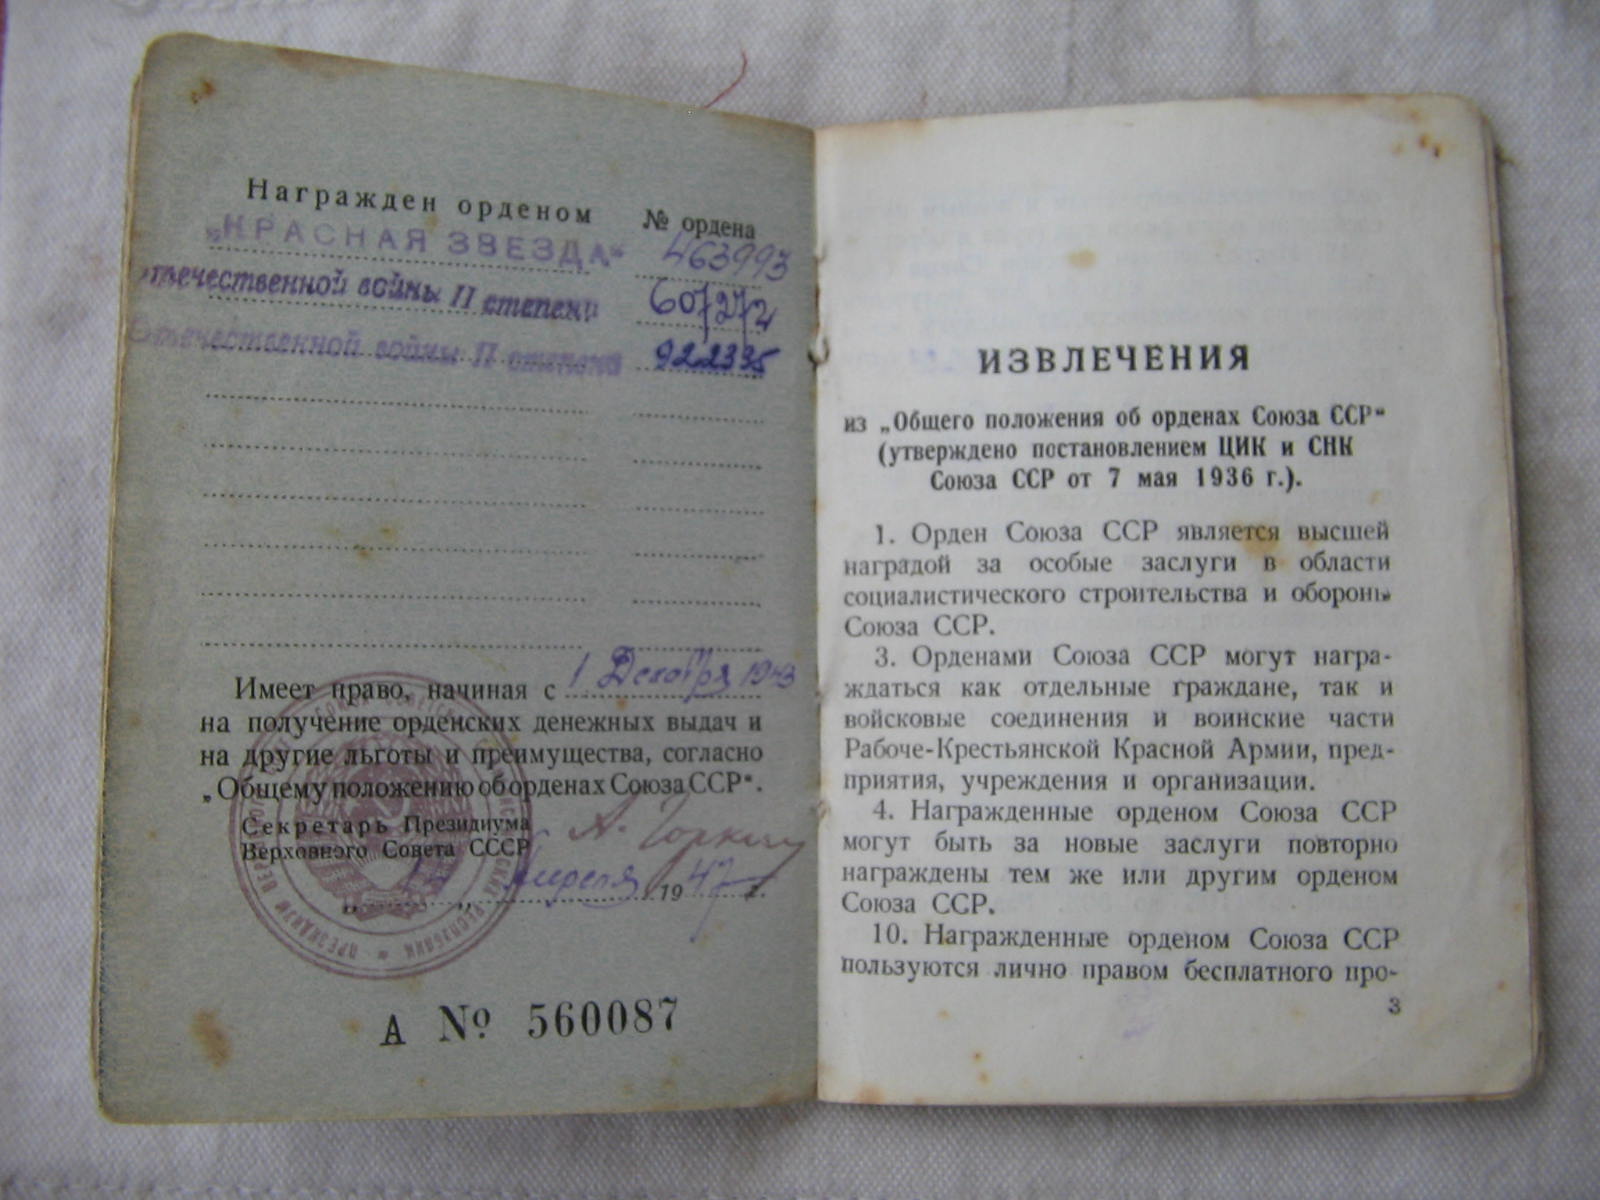 Награжден орденом № ордена
„КРАСНАЯ ЗВЕЗДА“ 463993
Отечественной войны II степени 607272
Отечественной войны II степени 922335
Имеет право, начиная с 1 Декабря 1943
на получение орденских денежных выдач и
на другие льготы и преимущества, согласно
„Общему положению об орденах Союза ССР“.
Секретарь Президиума
Верховного Совета СССР
А. Горкин
апреля 1947 г.
А № 560087
ИЗВЛЕЧЕНИЯ
из „Общего положения об орденах Союза ССР“
(утверждено постановлением ЦИК и СНК
Союза ССР от 7 мая 1936 г.).
1. Орден Союза ССР является высшей
наградой за особые заслуги в области
социалистического строительства и обороны
Союза ССР.
3. Орденами Союза ССР могут награ-
ждаться как отдельные граждане, так и
войсковые соединения и воинские части
Рабоче-Крестьянской Красной Армии, пред-
приятия, учреждения и организации.
4. Награжденные орденом Союза ССР
могут быть за новые заслуги повторно
награждены тем же или другим орденом
Союза ССР.
10. Награжденные орденом Союза ССР
пользуются лично правом бесплатного про-
3